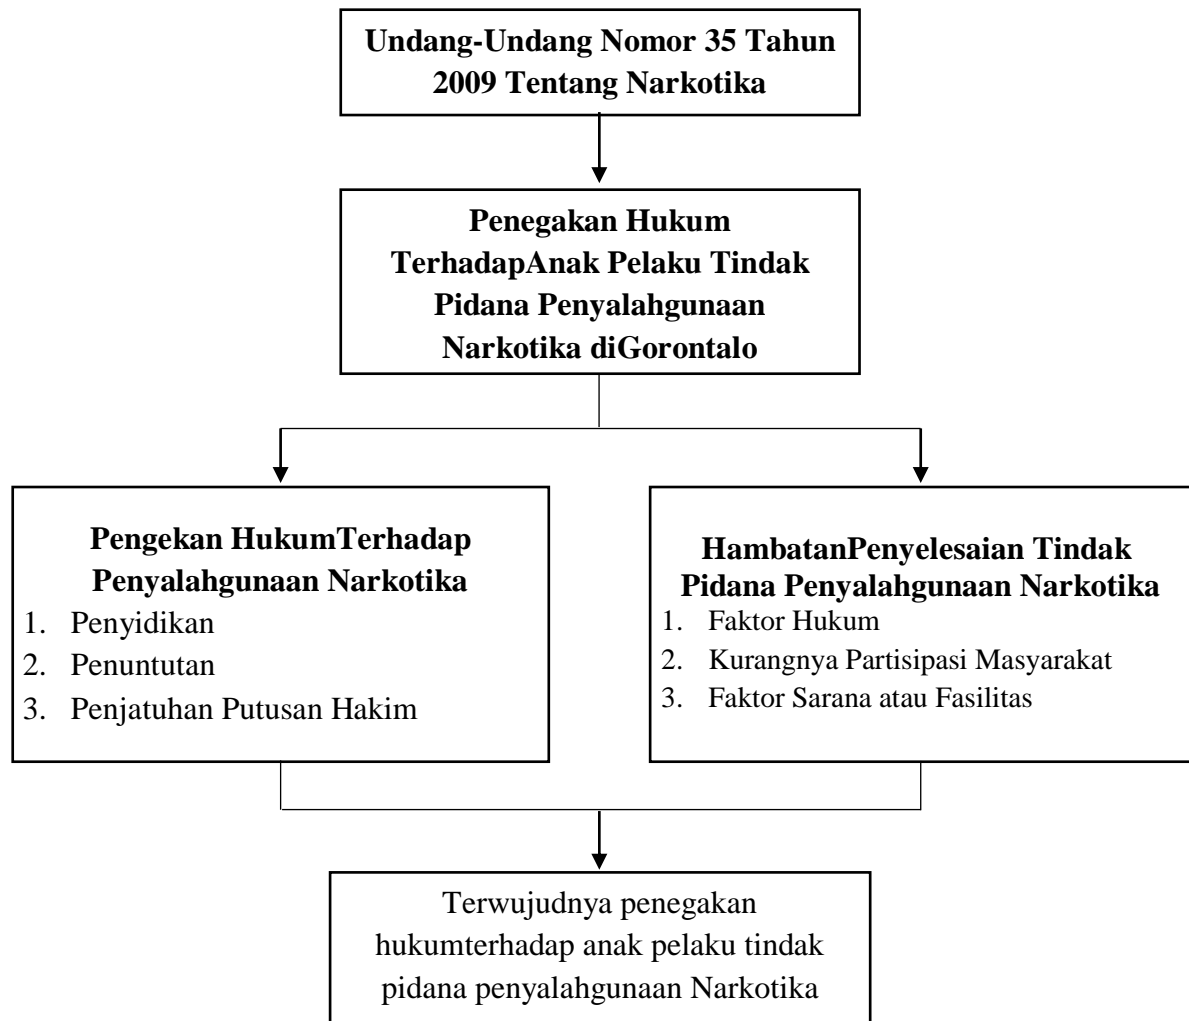 Undang-Undang Nomor 35 Tahun
2009 Tentang Narkotika
Penegakan Hukum
TerhadapAnak Pelaku Tindak
Pidana Penyalahgunaan
Narkotika diGorontalo
Pengekan HukumTerhadap
Penyalahgunaan Narkotika
1. Penyidikan
2. Penuntutan
3. Penjatuhan Putusan Hakim
HambatanPenyelesaian Tindak
Pidana Penyalahgunaan Narkotika
1. Faktor Hukum
2. Kurangnya Partisipasi Masyarakat
3. Faktor Sarana atau Fasilitas
Terwujudnya penegakan
hukumterhadap anak pelaku tindak
pidana penyalahgunaan Narkotika